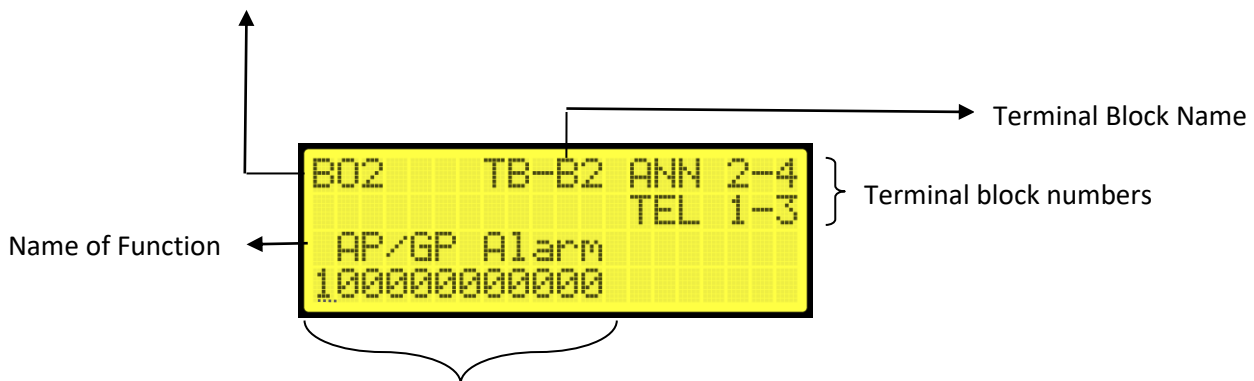 Terminal Block Name
BO2 TB-B2 ANN 2-4
TEL 1-3
Terminal block numbers
Name of Function
AP/GP Alarm
100000000000